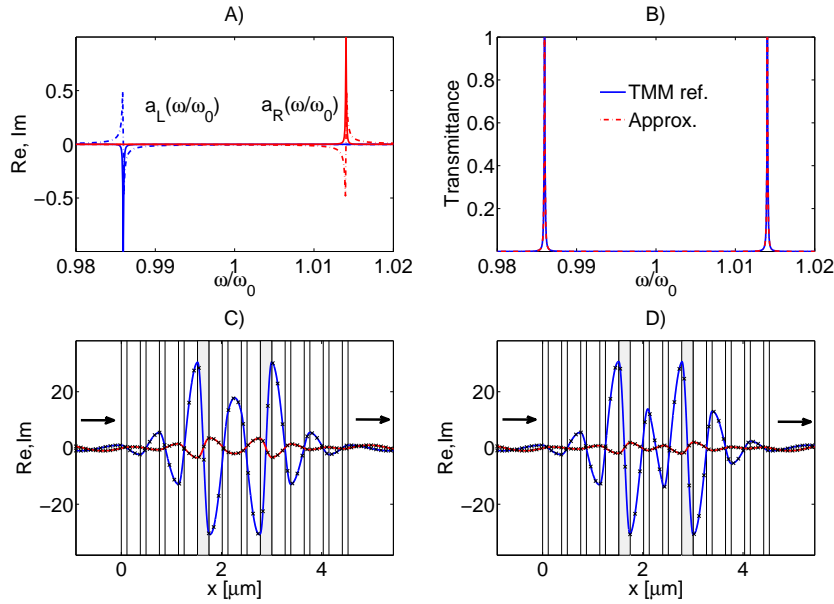 A)
Re, Im
0.5
0
−0.5
a_L(ω/ω_0)
a_R(ω/ω_0)
0.98
0.99
1
1.01
1.02
ω/ω_0
B)
Transmittance
1
0.8
0.6
0.4
0.2
TMM ref.
Approx.
0.98
0.99
1
1.01
1.02
ω/ω_0
C)
Re,Im
20
0
−20
0
2
4
x [μm]
D)
Re,Im
20
0
−20
0
2
4
x [μm]